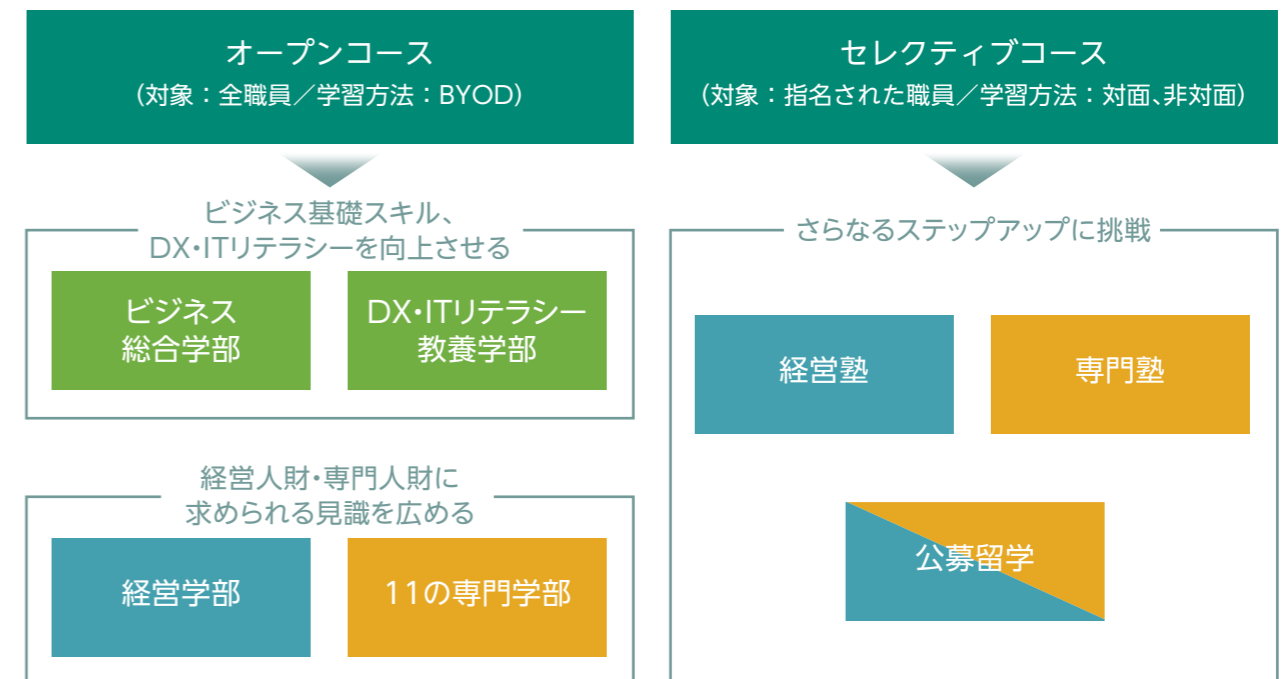 オープンコース
（対象：全職員／学習方法：BYOD）
ビジネス基礎スキル、
DX・ITリテラシーを向上させる
ビジネス
総合学部
DX・ITリテラシー
教養学部
経営人財・専門人財に
求められる見識を広める
経営学部
11の専門学部
セレクティブコース
（対象：指名された職員／学習方法：対面、非対面）
さらなるステップアップに挑戦
経営塾
専門塾
公募留学